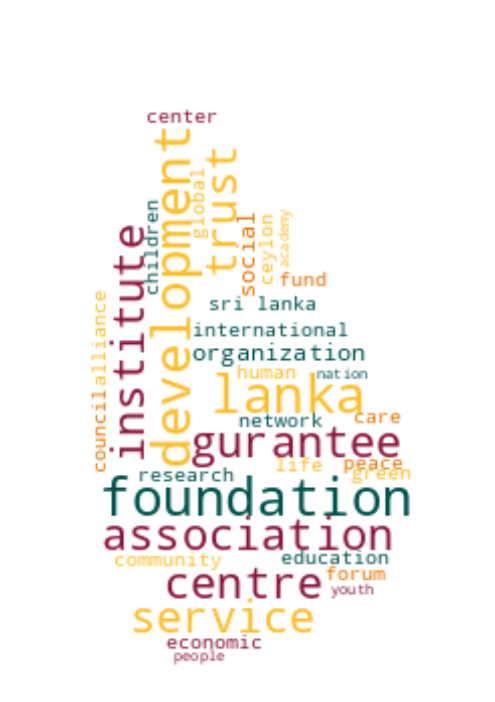 center
development
trust
global
children
social
ceylon
academy
institute
fund
alliance
sri lanka
international
organization
human
nation
lanka
council
network
care
gurantee
life
peace
research
green
foundation
association
community
education
centre
forum
youth
service
economic
people